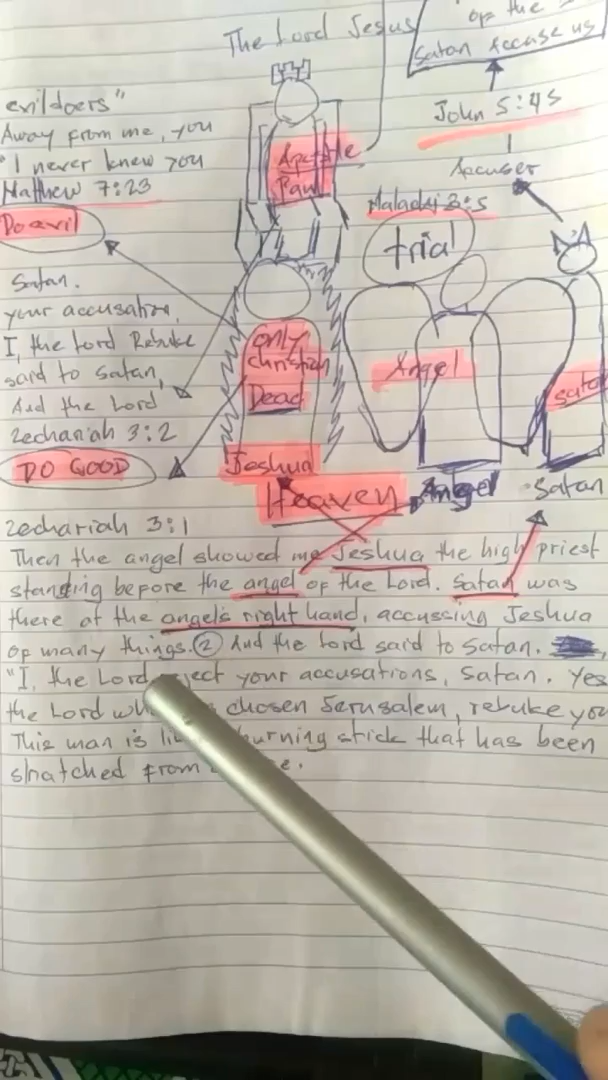 The Lord Jesus
of the
Satan Accuse us
John 5:45
Accuser
evildoers"
Away from me, you
"I never knew you
Matthew 7:23
Do evil
Malachi 3:5
trial
Satan.
your accusation,
I, the Lord Rebuke
said to satan,
And the Lord
zechariah 3:2
DO GOOD
only
christian
Dead
Jeshua
Heaven
Angel
Angel
satan
Satan
zechariah 3:1
Then the angel showed me Jeshua the high priest
standing before the angel of the Lord. Satan was
there at the angel's right hand, accussing Jeshua
of many things. ② And the Lord said to Satan.
"I, the Lord your accusations, Satan. Yes
the Lord chosen Jerusalem, rebuke you
This man is burning stick that has been
snatched from